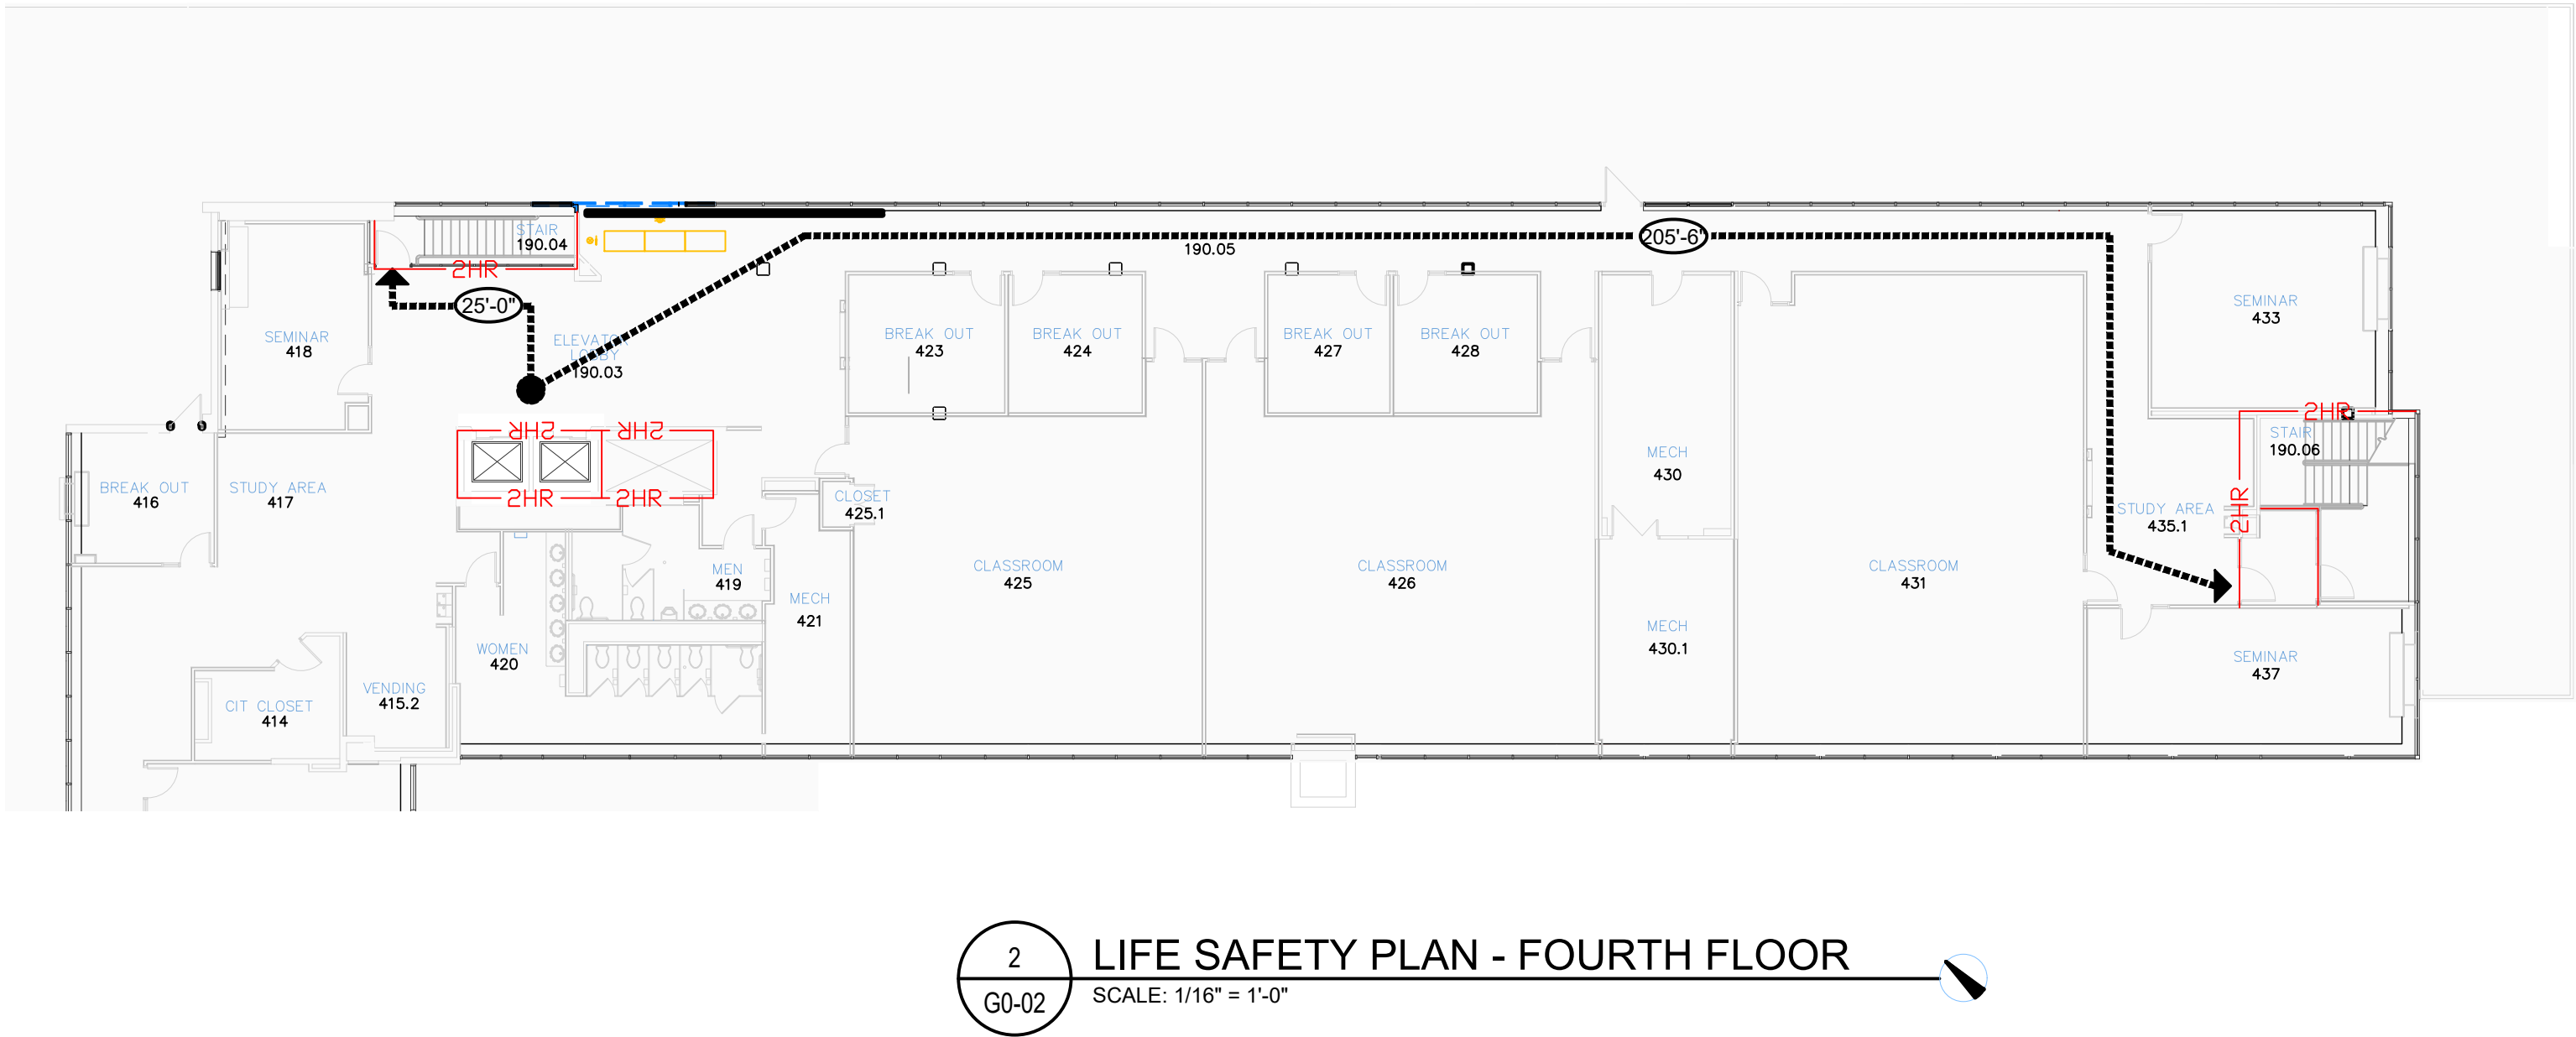 STAIR
190.04
2HR
25'-0"
205'-6"
190.05
SEMINAR
418
ELEVATOR
LOBBY
190.03
BREAK OUT
423
BREAK OUT
424
BREAK OUT
427
BREAK OUT
428
SEMINAR
433
2HR
2HR
2HR
2HR
2HR
STAIR
190.06
2HR
BREAK OUT
416
STUDY AREA
417
CLOSET
425.1
MECH
430
STUDY AREA
435.1
MEN
419
MECH
421
CLASSROOM
425
CLASSROOM
426
CLASSROOM
431
WOMEN
420
MECH
430.1
SEMINAR
437
VENDING
415.2
CIT CLOSET
414
2
G0-02
LIFE SAFETY PLAN - FOURTH FLOOR
SCALE: 1/16" = 1'-0"